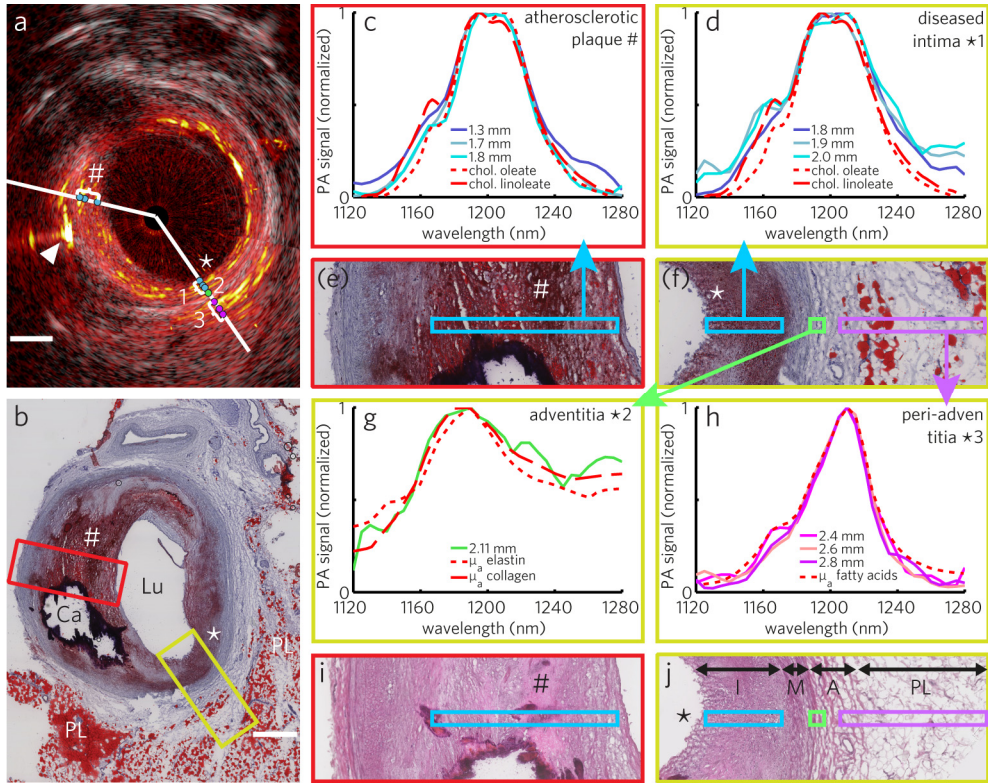 a
#
★
1
2
3
b
#
Lu
Ca
★
PL
PL
c
atherosclerotic
plaque #
PA signal (normalized)
1
0
1.3 mm
1.7 mm
1.8 mm
chol. oleate
chol. linoleate
1120 1160 1200 1240 1280
wavelength (nm)
d
diseased
intima ★1
PA signal (normalized)
1
0
1.8 mm
1.9 mm
2.0 mm
chol. oleate
chol. linoleate
1120 1160 1200 1240 1280
wavelength (nm)
(e)
#
(f)
★
g
adventitia ★2
PA signal (normalized)
1
0
2.11 mm
μa elastin
μa collagen
1120 1160 1200 1240 1280
wavelength (nm)
h
peri-adven
titia ★3
PA signal (normalized)
1
0
2.4 mm
2.6 mm
2.8 mm
μa fatty acids
1120 1160 1200 1240 1280
wavelength (nm)
i
#
j
I M A PL
★